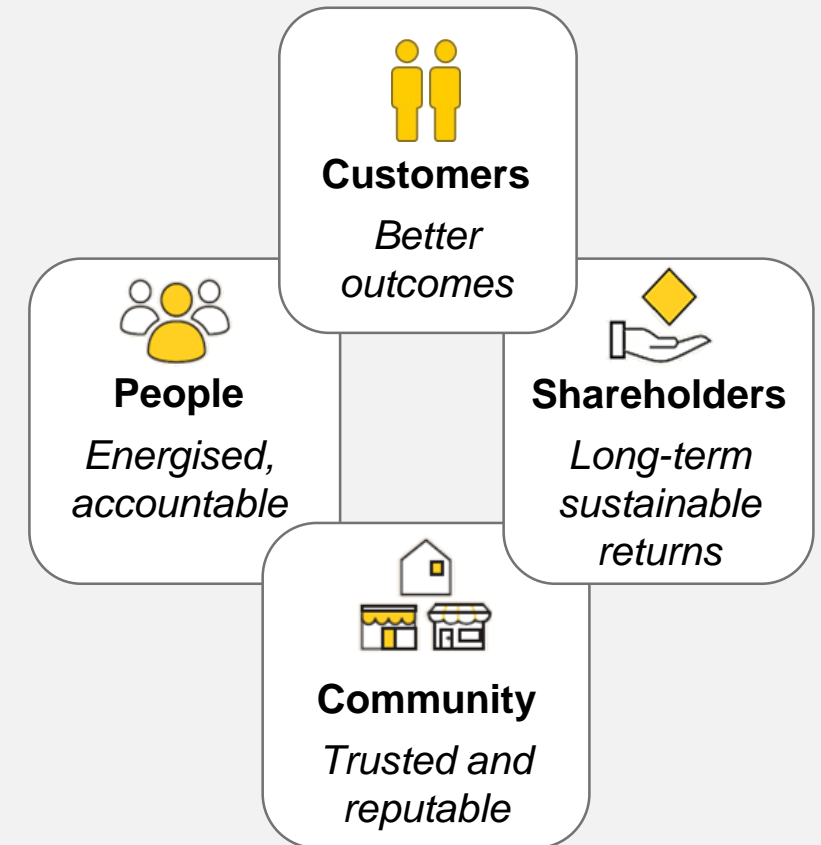 Customers
Better
outcomes
People
Energised,
accountable
Shareholders
Long-term
sustainable
returns
Community
Trusted and
reputable